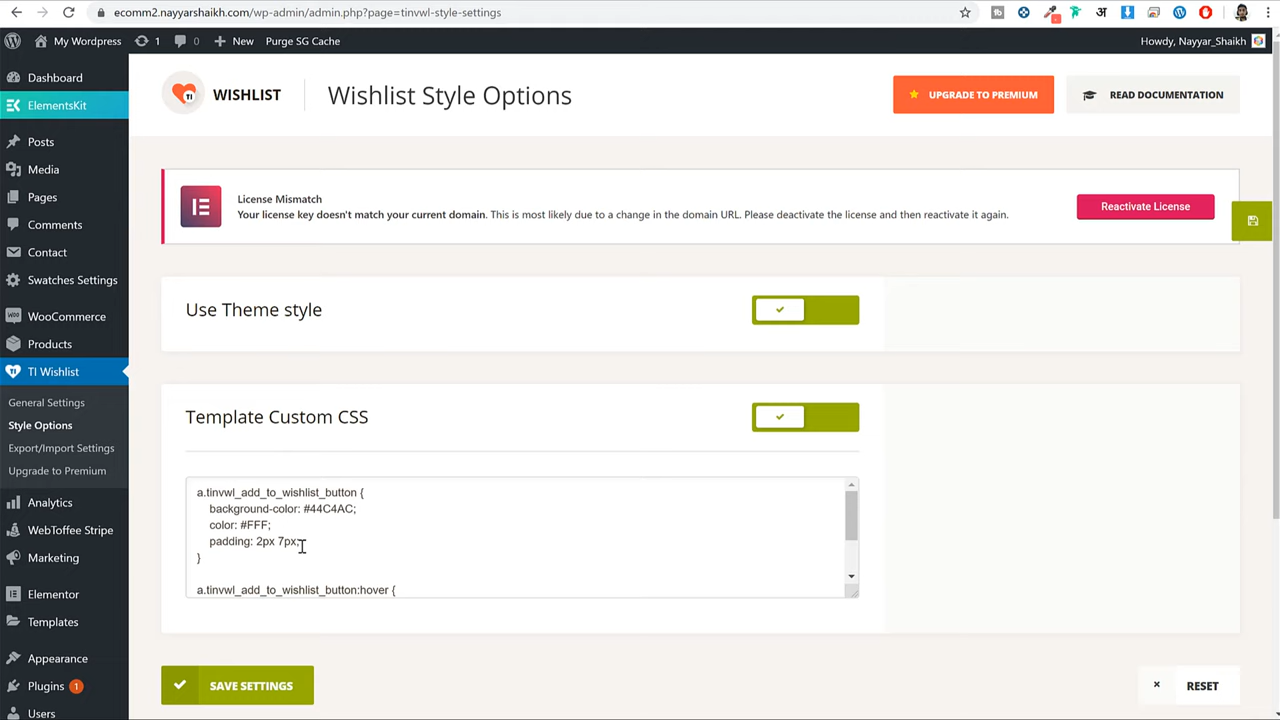 ecomm2.nayyarshaikh.com/wp-admin/admin.php?page=tinvwl-style-settings
अ
My Wordpress
1
0
New
Purge SG Cache
Howdy, Nayyar_Shaikh
Dashboard
ElementsKit
Posts
Media
Pages
Comments
Contact
Swatches Settings
WooCommerce
Products
TI Wishlist
General Settings
Style Options
Export/Import Settings
Upgrade to Premium
Analytics
WebToffee Stripe
Marketing
Elementor
Templates
Appearance
Plugins 1
Users
TI WISHLIST
Wishlist Style Options
UPGRADE TO PREMIUM
READ DOCUMENTATION
License Mismatch
Your license key doesn't match your current domain. This is most likely due to a change in the domain URL. Please deactivate the license and then reactivate it again.
Reactivate License
Use Theme style
Template Custom CSS
a.tinvwl_add_to_wishlist_button {
background-color: #44C4AC;
color: #FFF;
padding: 2px 7px;
}
a.tinvwl_add_to_wishlist_button:hover {
SAVE SETTINGS
RESET